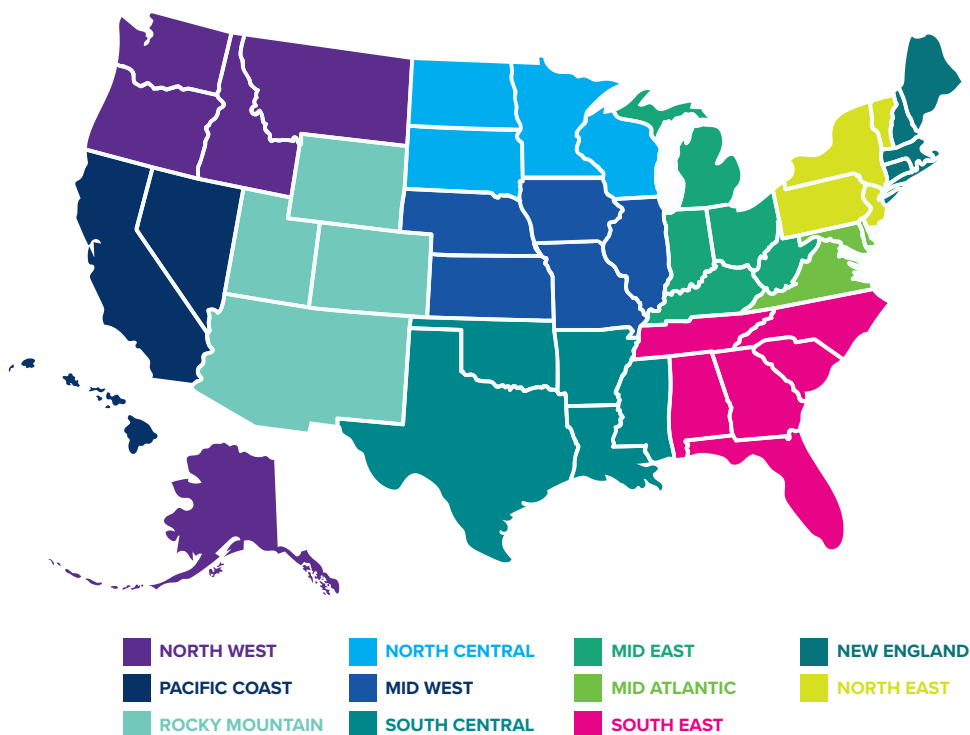 NORTH WEST
NORTH CENTRAL
MID EAST
NEW ENGLAND
PACIFIC COAST
MID WEST
MID ATLANTIC
NORTH EAST
ROCKY MOUNTAIN
SOUTH CENTRAL
SOUTH EAST